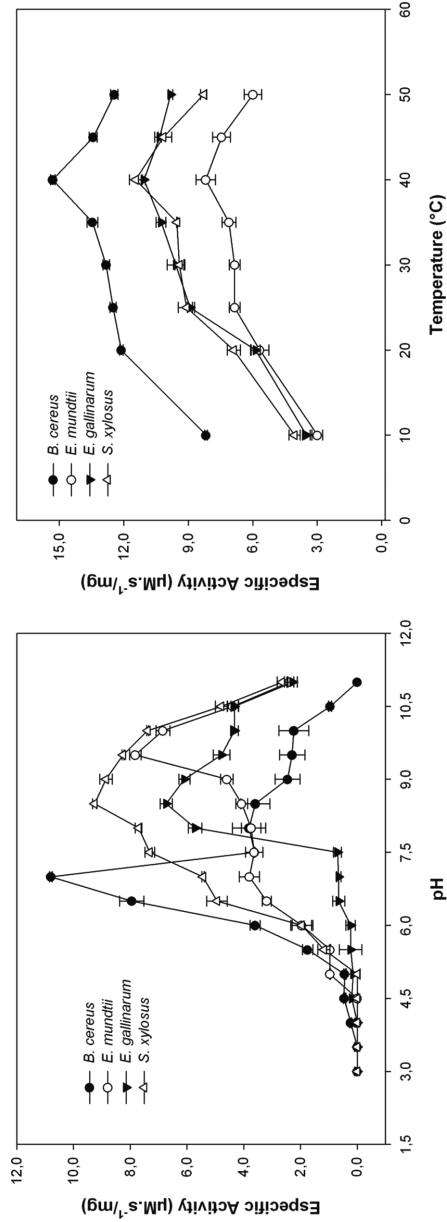 12,0
10,0
8,0
6,0
4,0
2,0
0,0
Especific Activity (µM.s⁻¹/mg)
B. cereus
E. mundtii
E. gallinarum
S. xylosus
1,5
3,0
4,5
6,0
7,5
9,0
10,5
12,0
pH
15,0
12,0
9,0
6,0
3,0
0,0
Especific Activity (µM.s⁻¹/mg)
B. cereus
E. mundtii
E. gallinarum
S. xylosus
0
10
20
30
40
50
60
Temperature (°C)